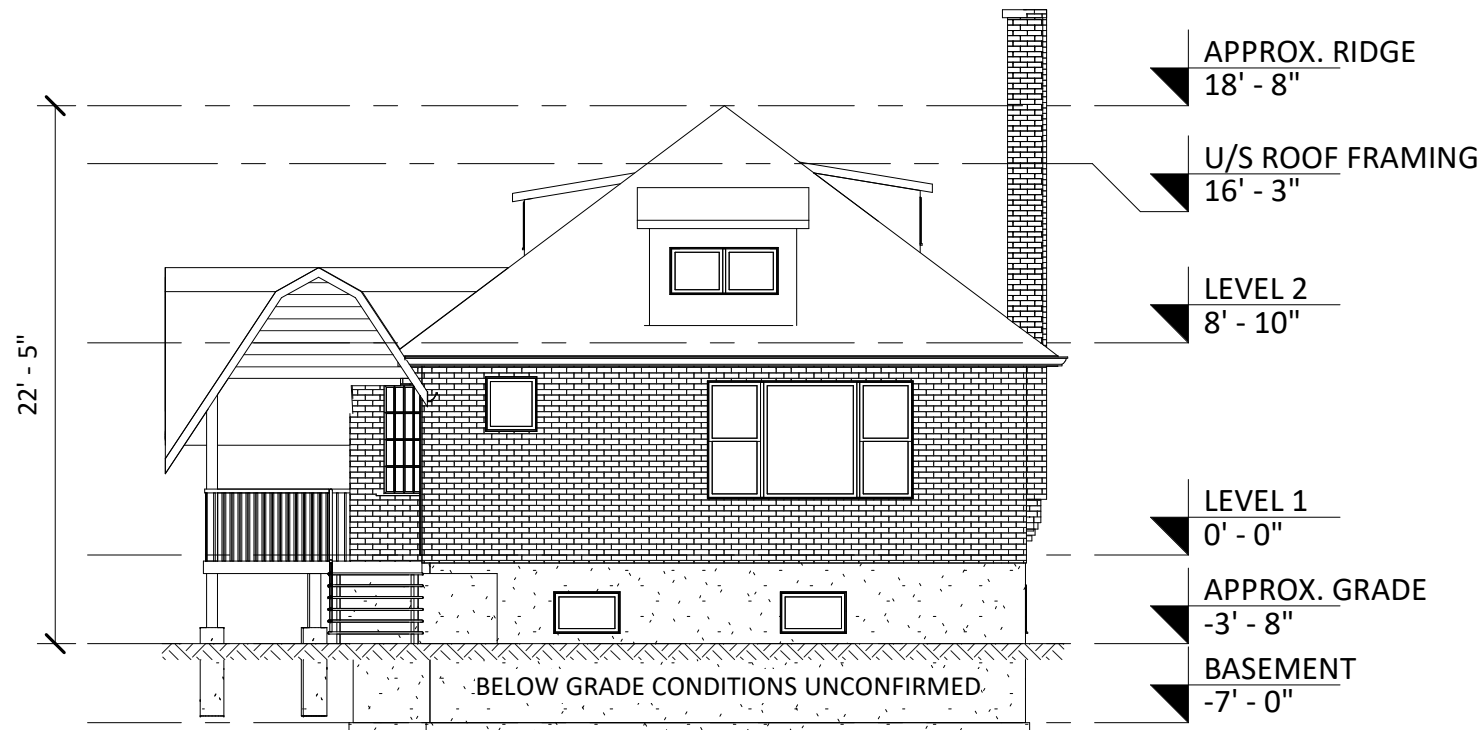 APPROX. RIDGE
18' - 8"
U/S ROOF FRAMING
16' - 3"
LEVEL 2
8' - 10"
22' - 5"
LEVEL 1
0' - 0"
APPROX. GRADE
-3' - 8"
BASEMENT
-7' - 0"
BELOW GRADE CONDITIONS UNCONFIRMED